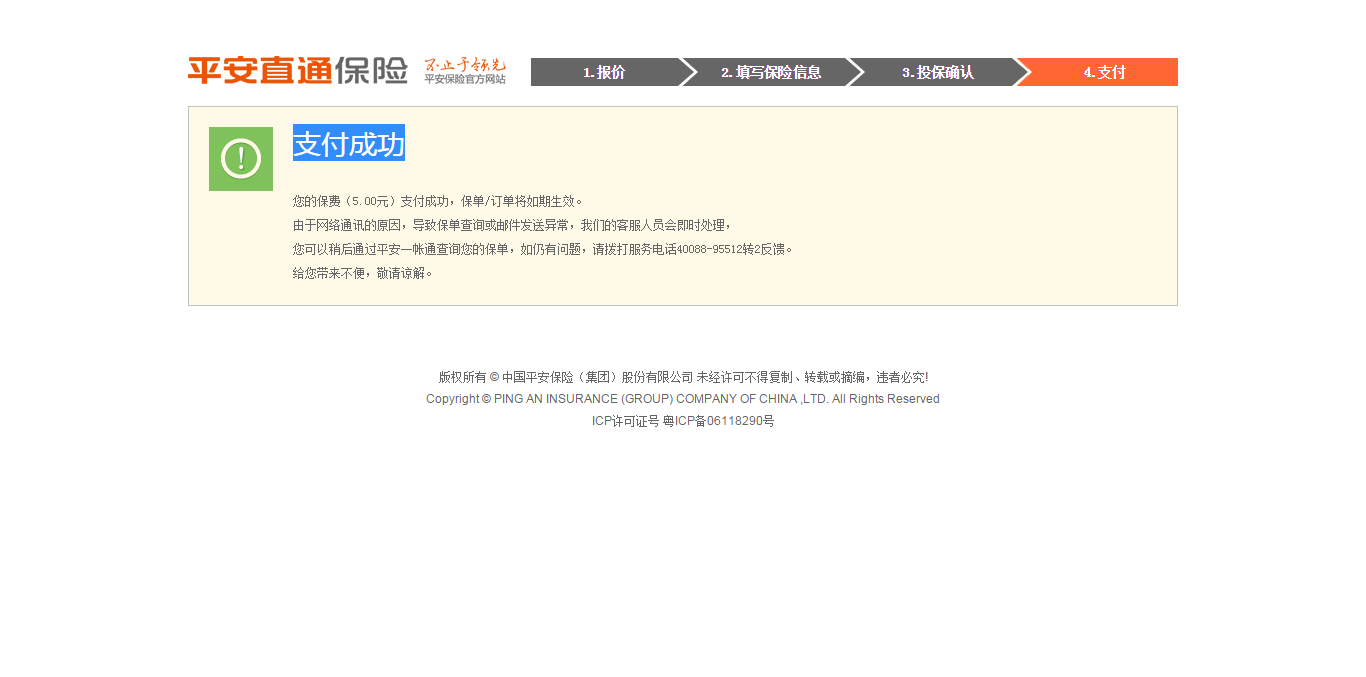 平安直通保险
不止于领先
平安保险官方网站
1.报价
2.填写保险信息
3.投保确认
4.支付
支付成功
您的保费（5.00元）支付成功，保单/订单将如期生效。
由于网络通讯的原因，导致保单查询或邮件发送异常，我们的客服人员会即时处理，
您可以稍后通过平安一帐通查询您的保单，如仍有问题，请拨打服务电话40088-95512转2反馈。
给您带来不便，敬请谅解。
版权所有 © 中国平安保险（集团）股份有限公司 未经许可不得复制、转载或摘编，违者必究!
Copyright © PING AN INSURANCE (GROUP) COMPANY OF CHINA ,LTD. All Rights Reserved
ICP许可证号 粤ICP备06118290号